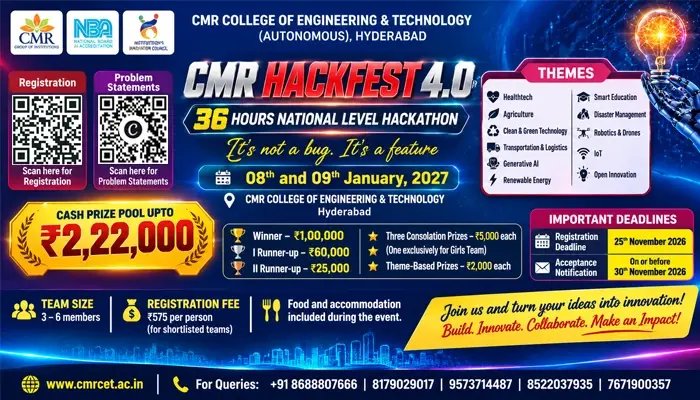 CMR COLLEGE OF ENGINEERING & TECHNOLOGY
(AUTONOMOUS), HYDERABAD
CMR
GROUP OF INSTITUTIONS
NBA
NATIONAL BOARD
INSTITUTION'S
INNOVATION COUNCIL
CMR HACKFEST 4.0
36 HOURS NATIONAL LEVEL HACKATHON
It's not a bug. It's a feature
08th and 09th January, 2027
CMR COLLEGE OF ENGINEERING & TECHNOLOGY
Hyderabad
Registration
Scan here for
Registration
Problem
Statements
C
Scan here for
Problem Statements
THEMES
Healthtech
Agriculture
Clean & Green Technology
Transportation & Logistics
Generative AI
Renewable Energy
Smart Education
Disaster Management
Robotics & Drones
IoT
Open Innovation
CASH PRIZE POOL UPTO
₹2,22,000
Winner – ₹1,00,000
I Runner-up – ₹60,000
II Runner-up – ₹25,000
Three Consolation Prizes – ₹5,000 each
(One exclusively for Girls Team)
Theme-Based Prizes – ₹2,000 each
IMPORTANT DEADLINES
Registration
Deadline
25th November 2026
Acceptance
Notification
On or before
30th November 2026
TEAM SIZE
3 – 6 members
REGISTRATION FEE
₹575 per person
(for shortlisted teams)
Food and accommodation
included during the event.
Join us and turn your ideas into innovation!
Build. Innovate. Collaborate. Make an Impact!
www.cmrcet.ac.in
For Queries: +91 8688807666 | 8179029017 | 9573714487 | 8522037935 | 7671900357